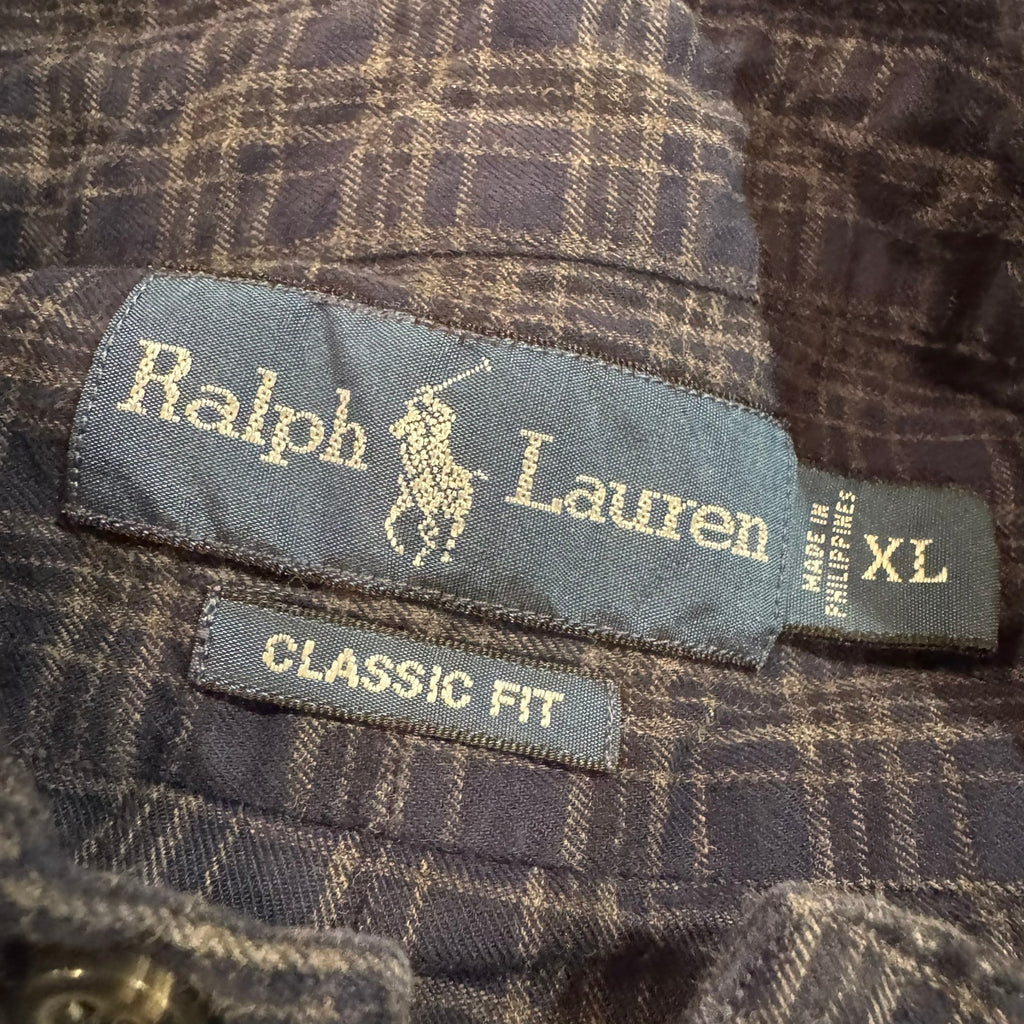 Ralph Lauren
MADE IN
PHILIPPINES
XL
CLASSIC FIT